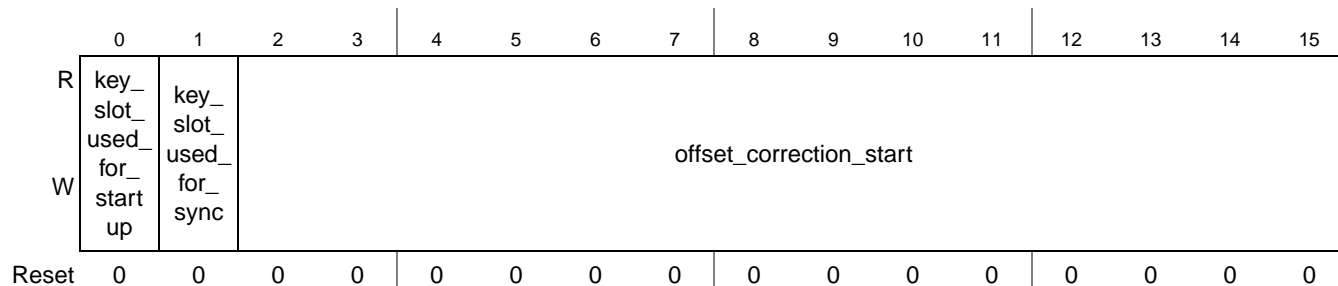 0 1 2 3 4 5 6 7 8 9 10 11 12 13 14 15
R
W
key_
slot_
used_
for_
start
up
key_
slot_
used_
for_
sync
offset_correction_start
Reset 0 0 0 0 0 0 0 0 0 0 0 0 0 0 0 0